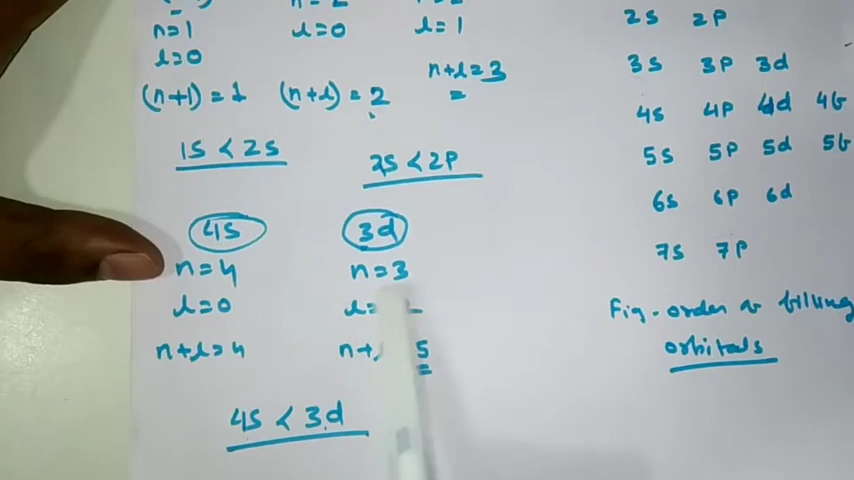 n=1 l=0 l=1
l=0
(n+1)=1 (n+l)=2 n+l=3
1S < 2S 2S < 2P
4S 3d
n=4 n=3
l=0 l=
n+l=4 n+ 5
4S < 3d
2S 2P
3S 3P 3d
4S 4P 4d 4f
5S 5P 5d 5f
6S 6P 6d
7S 7P
Fig. order of filling
orbitals